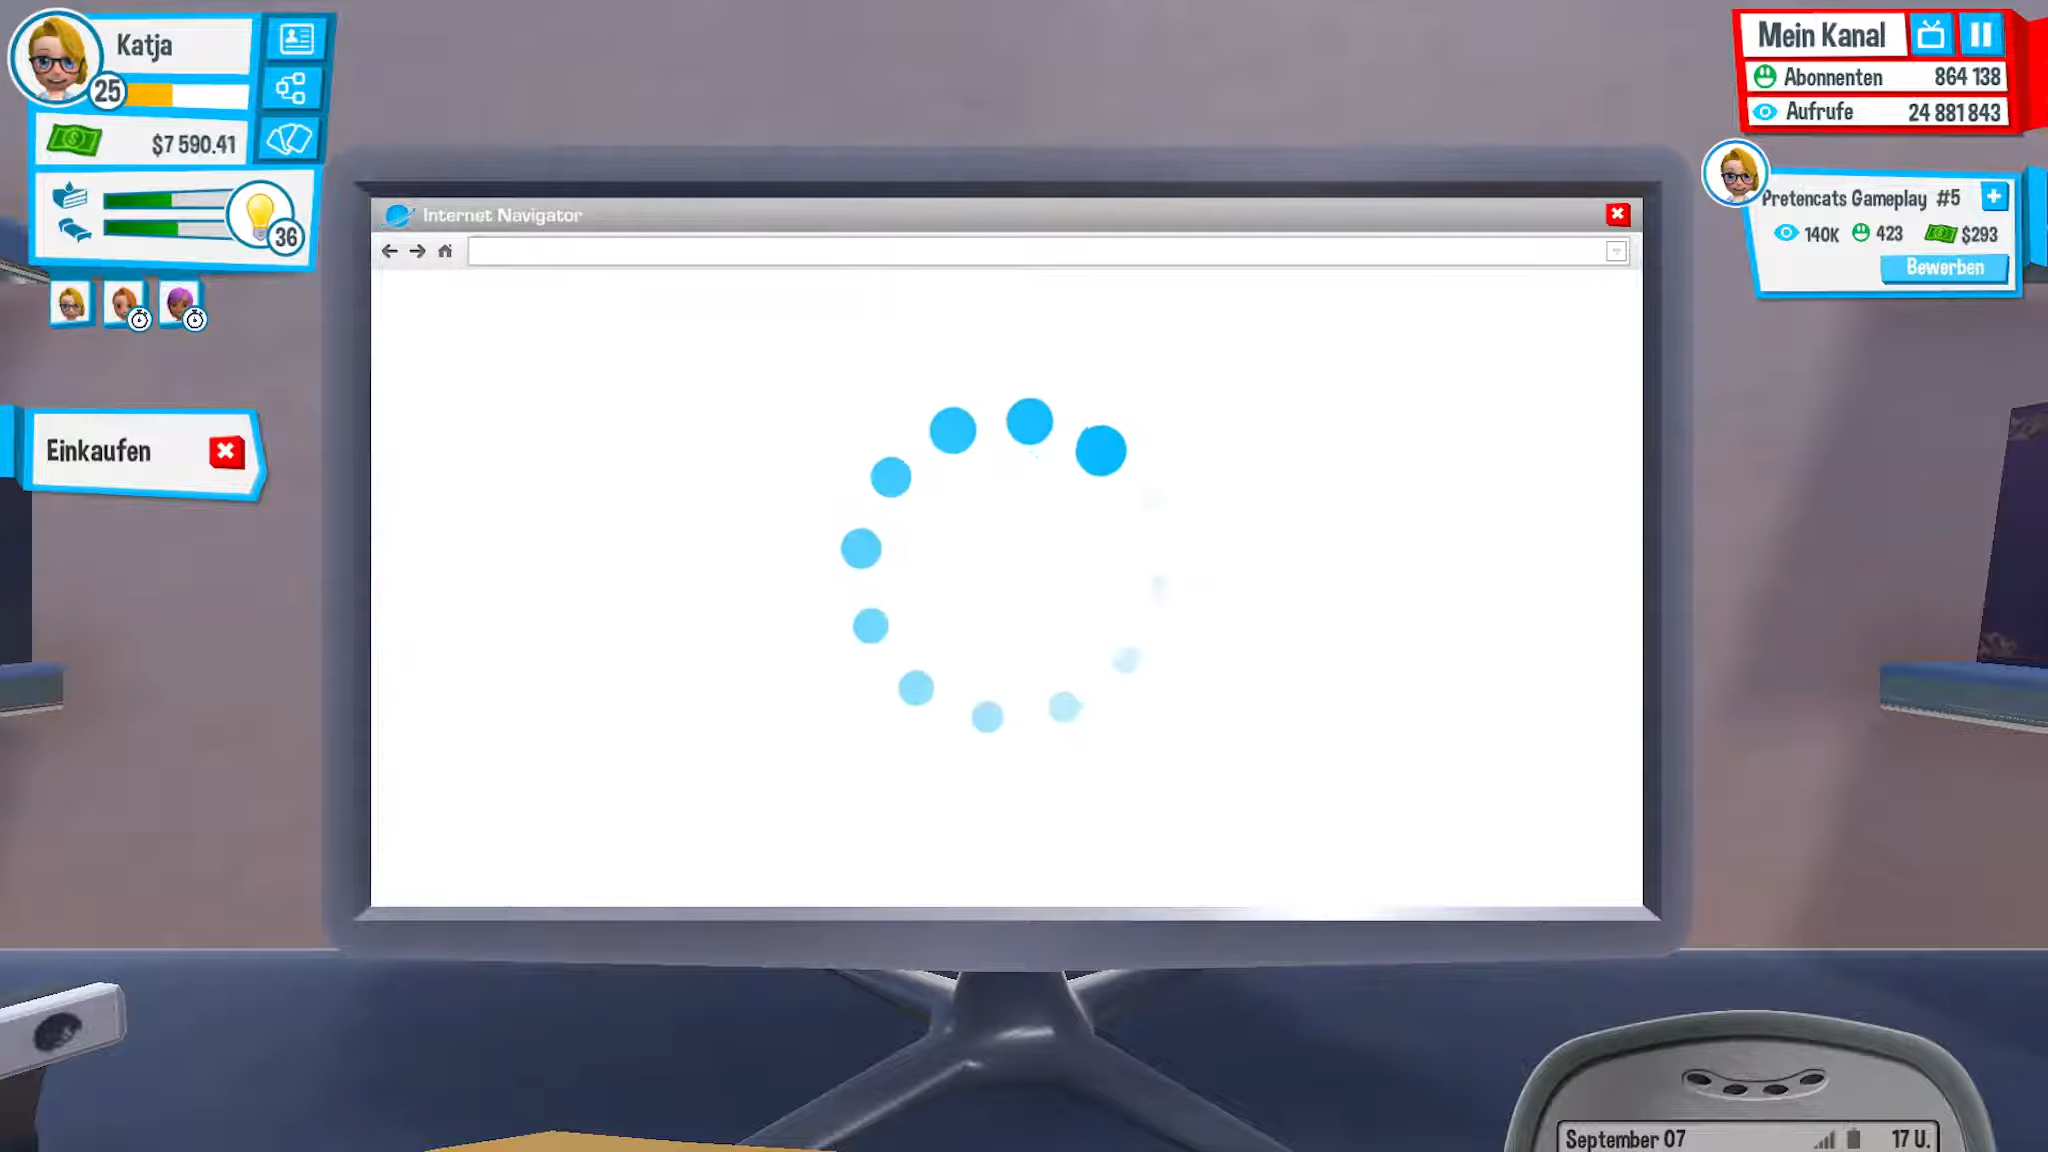 Katja
25
$7 590.41
36
Einkaufen
Internet Navigator
Mein Kanal
Abonnenten 864 138
Aufrufe 24 881 843
Pretencats Gameplay #5
140K 423 $293
Bewerben
September 07 17 U.